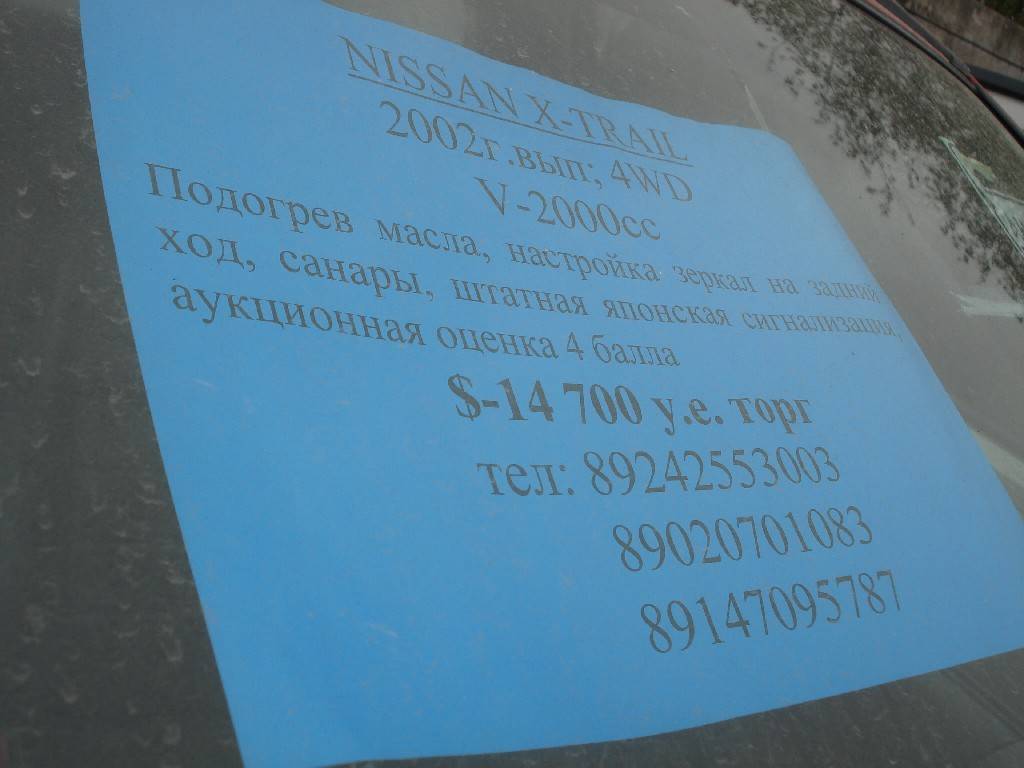 NISSAN X-TRAIL
2002г.вып; 4WD
V-2000сс
Подогрев масла, настройка зеркал на задний
ход, санары, штатная японская сигнализация,
аукционная оценка 4 балла
$-14 700 у.е. торг
тел: 89242553003
89020701083
89147095787